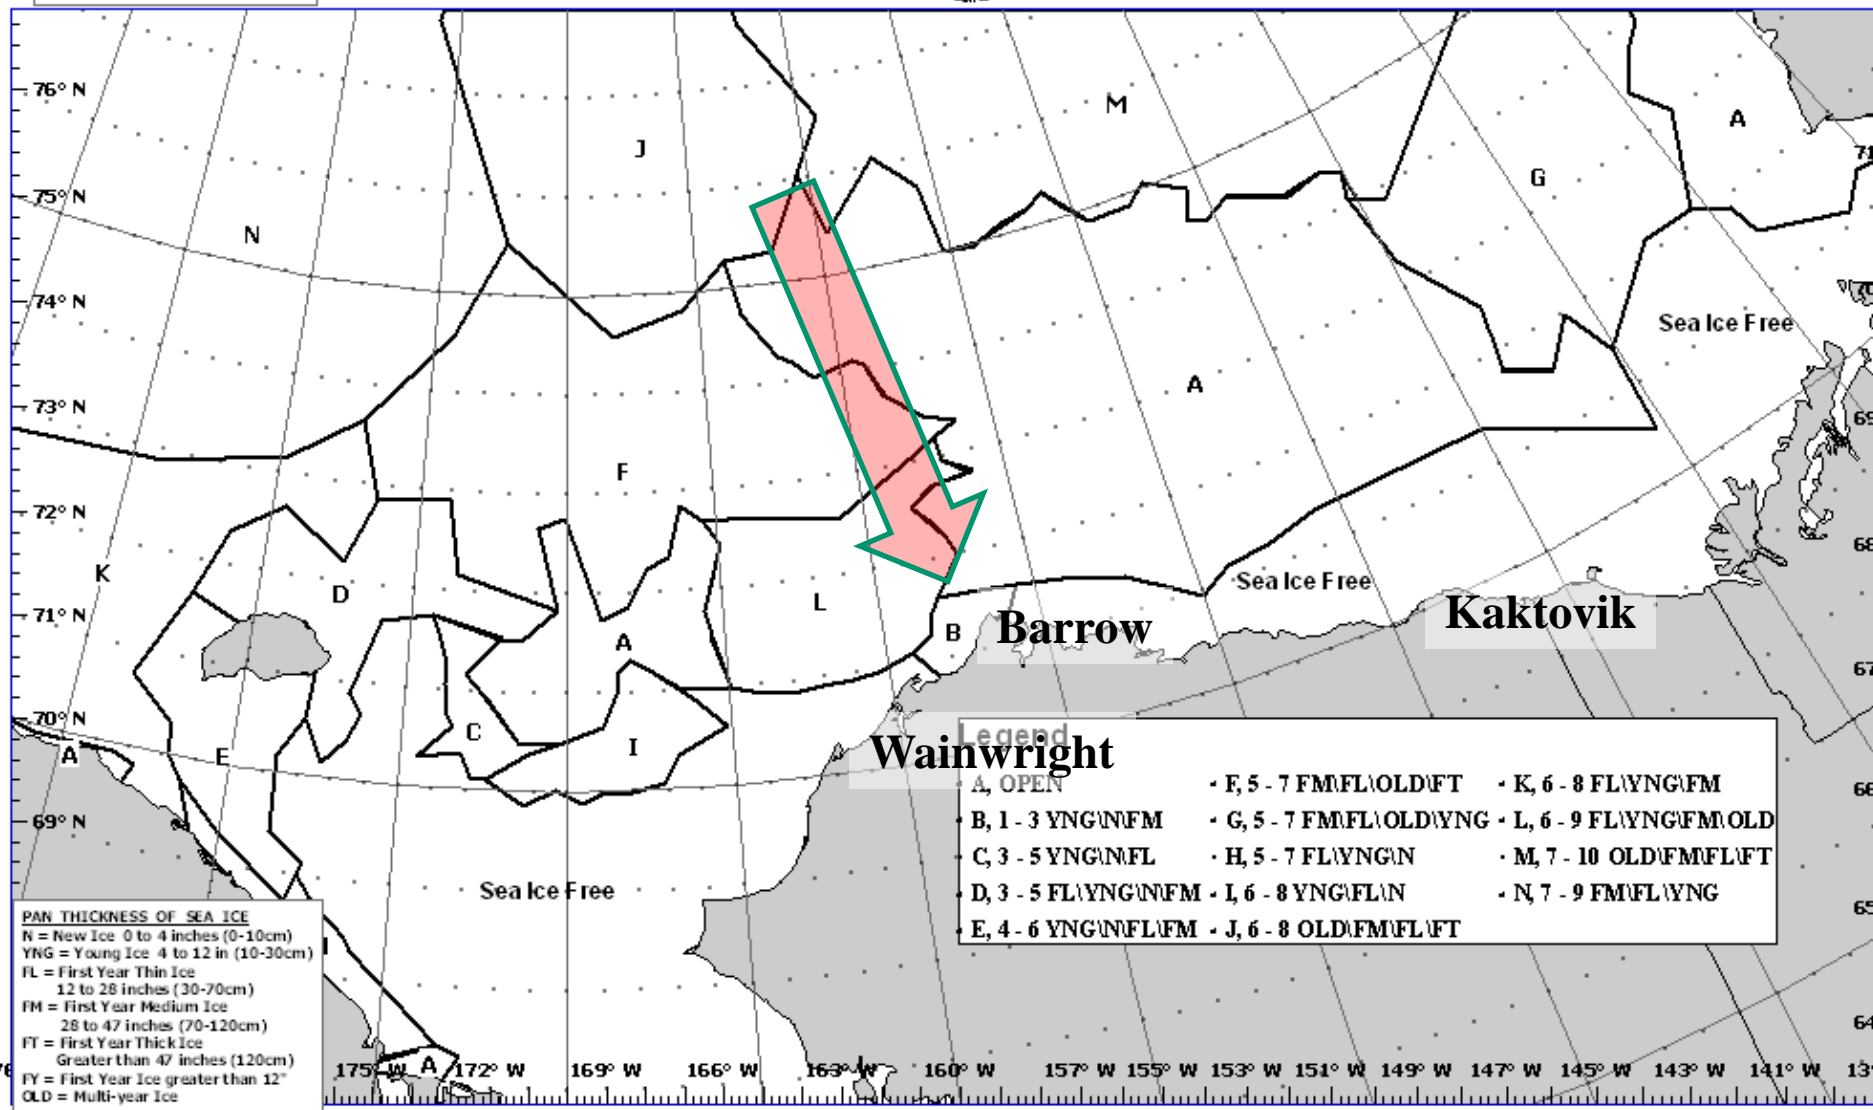 76° N
75° N
74° N
73° N
72° N
71° N
70° N
69° N
N
J
M
G
A
Sea Ice Free
A
F
K
D
L
A
B
Sea Ice Free
C
I
E
A
Sea Ice Free
A
Barrow
Kaktovik
Wainwright
Legend
A, OPEN
B, 1 - 3 YNG\N\FM
C, 3 - 5 YNG\N\FL
D, 3 - 5 FL\YNG\N\FM
E, 4 - 6 YNG\N\FL\FM
F, 5 - 7 FM\FL\OLD\FT
G, 5 - 7 FM\FL\OLD\YNG
H, 5 - 7 FL\YNG\N
I, 6 - 8 YNG\FL\N
J, 6 - 8 OLD\FM\FL\FT
K, 6 - 8 FL\YNG\FM
L, 6 - 9 FL\YNG\FM\OLD
M, 7 - 10 OLD\FM\FL\FT
N, 7 - 9 FM\FL\YNG
PAN THICKNESS OF SEA ICE
N = New Ice 0 to 4 inches (0-10cm)
YNG = Young Ice 4 to 12 in (10-30cm)
FL = First Year Thin Ice
12 to 28 inches (30-70cm)
FM = First Year Medium Ice
28 to 47 inches (70-120cm)
FT = First Year Thick Ice
Greater than 47 inches (120cm)
FY = First Year Ice greater than 12"
OLD = Multi-year Ice
175° W 172° W 169° W 166° W 163° W 160° W 157° W 155° W 153° W 151° W 149° W 147° W 145° W 143° W 141° W
71
69
68
67
65
64